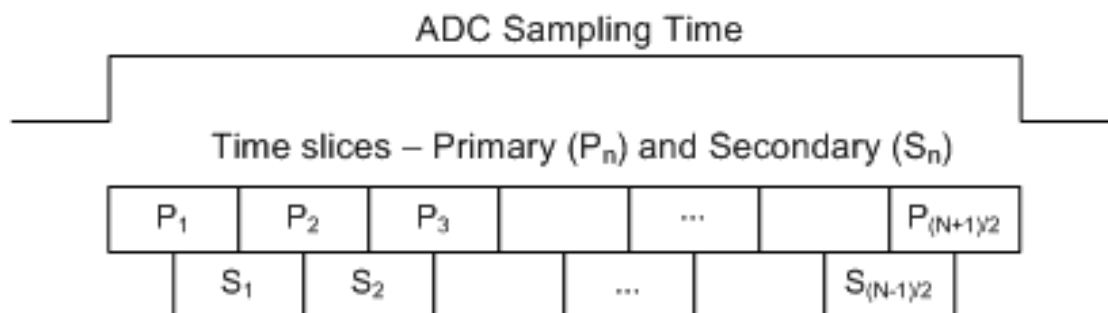 ADC Sampling Time
Time slices – Primary (Pₙ) and Secondary (Sₙ)
P₁ P₂ P₃ ... P₍N+1₎/₂
S₁ S₂ ... S₍N-1₎/₂